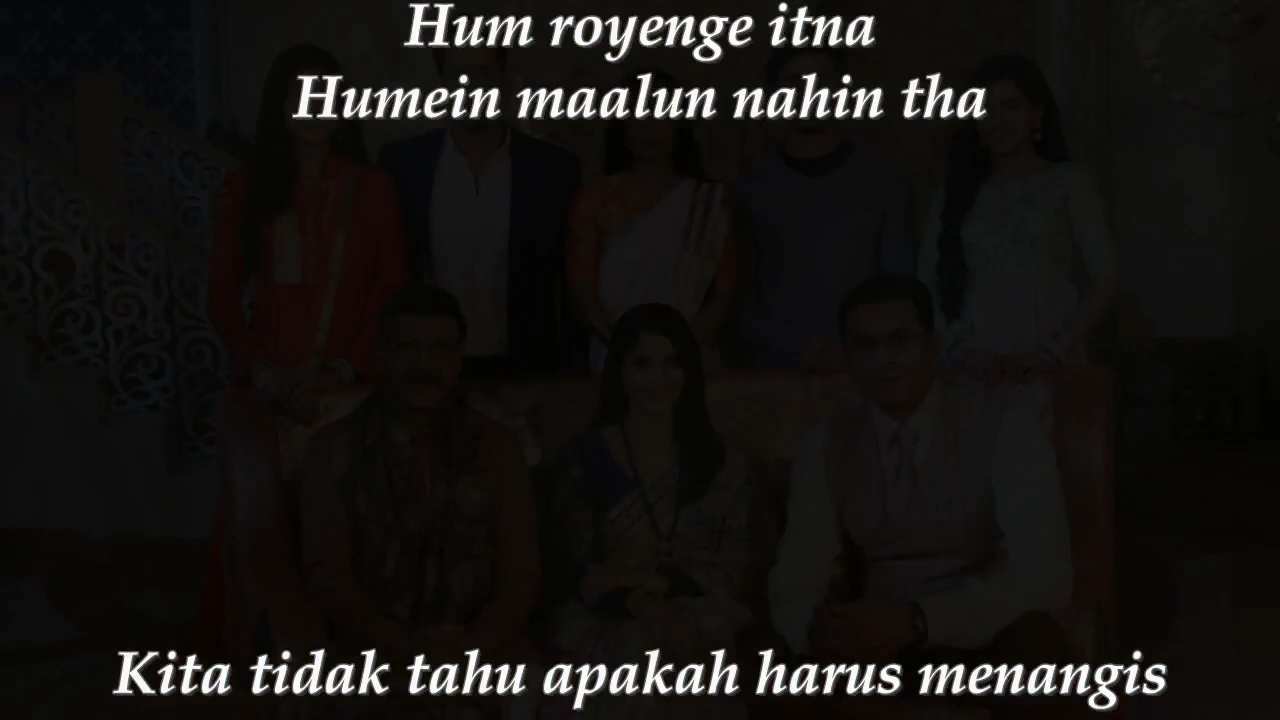 Hum royenge itna
Humein maalun nahin tha
Kita tidak tahu apakah harus menangis